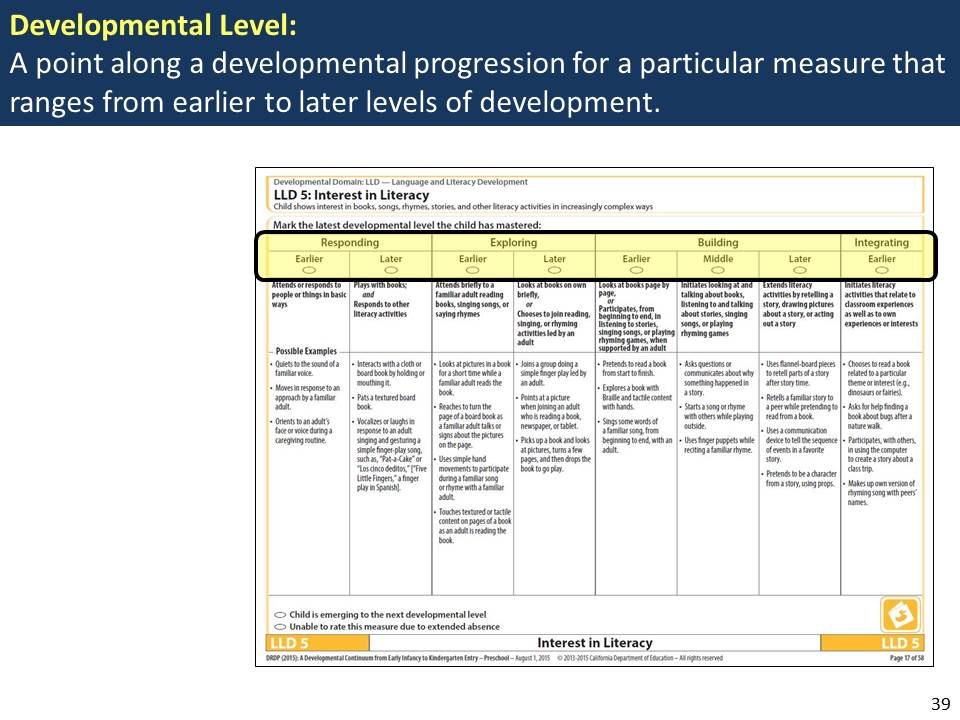 Developmental Level:
A point along a developmental progression for a particular measure that
ranges from earlier to later levels of development.
Developmental Domain: LLD — Language and Literacy Development
LLD 5: Interest in Literacy
Child shows interest in books, songs, rhymes, stories, and other literacy activities in increasingly complex ways
Mark the latest developmental level the child has mastered:
Responding Exploring Building Integrating
Earlier Later Earlier Later Earlier Middle Later Earlier
Attends or responds to
people or things in basic
ways
Plays with books;
and
Responds to other
literacy activities
Attends briefly to a
familiar adult reading
books, singing songs, or
saying rhymes
Looks at books on own
briefly,
or
Chooses to join reading,
singing, or rhyming
activities led by an
adult
Looks at books page by
page,
or
Participates, from
beginning to end, in
listening to stories,
singing songs, or playing
rhyming games, when
supported by an adult
Initiates looking at and
talking about books,
listening to and talking
about stories, singing
songs, or playing
rhyming games
Extends literacy
activities by retelling a
story, drawing pictures
about a story, or acting
out a story
Initiates literacy
activities that relate to
classroom experiences
as well as to own
experiences or interests
Possible Examples
• Quiets to the sound of a
familiar voice.
• Moves in response to an
approach by a familiar
adult.
• Orients to an adult's
face or voice during a
caregiving routine.
• Interacts with a cloth or
board book by holding or
mouthing it.
• Pats a textured board
book.
• Vocalizes or laughs in
response to an adult
singing and gesturing a
simple finger-play song,
such as, "Pat-a-Cake" or
"Los cinco deditos," ["Five
Little Fingers," a finger
play in Spanish].
• Looks at pictures in a book
for a short time while a
familiar adult reads the
book.
• Reaches to turn the
page of a board book as
a familiar adult talks or
signs about the pictures
on the page.
• Uses simple hand
movements to participate
during a familiar song
or rhyme with a familiar
adult.
• Touches textured or tactile
content on pages of a book
as an adult is reading the
book.
• Joins a group doing a
simple finger play led by
an adult.
• Points at a picture
when joining an adult
who is reading a book,
newspaper, or tablet.
• Picks up a book and looks
at pictures, turns a few
pages, and then drops the
book to go play.
• Pretends to read a book
from start to finish.
• Explores a book with
Braille and tactile content
with hands.
• Sings some words of
a familiar song, from
beginning to end, with an
adult.
• Asks questions or
communicates about why
something happened in
a story.
• Starts a song or rhyme
with others while playing
outside.
• Uses finger puppets while
reciting a familiar rhyme.
• Uses flannel-board pieces
to retell parts of a story
after story time.
• Retells a familiar story to
a peer while pretending to
read from a book.
• Uses a communication
device to tell the sequence
of events in a favorite
story.
• Pretends to be a character
from a story, using props.
• Chooses to read a book
related to a particular
theme or interest (e.g.,
dinosaurs or fairies).
• Asks for help finding a
book about bugs after a
nature walk.
• Participates, with others,
in using the computer
to create a story about a
class trip.
• Makes up own version of
rhyming song with peers'
names.
Child is emerging to the next developmental level
Unable to rate this measure due to extended absence
LLD 5 Interest in Literacy LLD 5
DRDP (2015): A Developmental Continuum from Early Infancy to Kindergarten Entry – Preschool – August 1, 2015 © 2013-2015 California Department of Education – All rights reserved Page 17 of 58
39